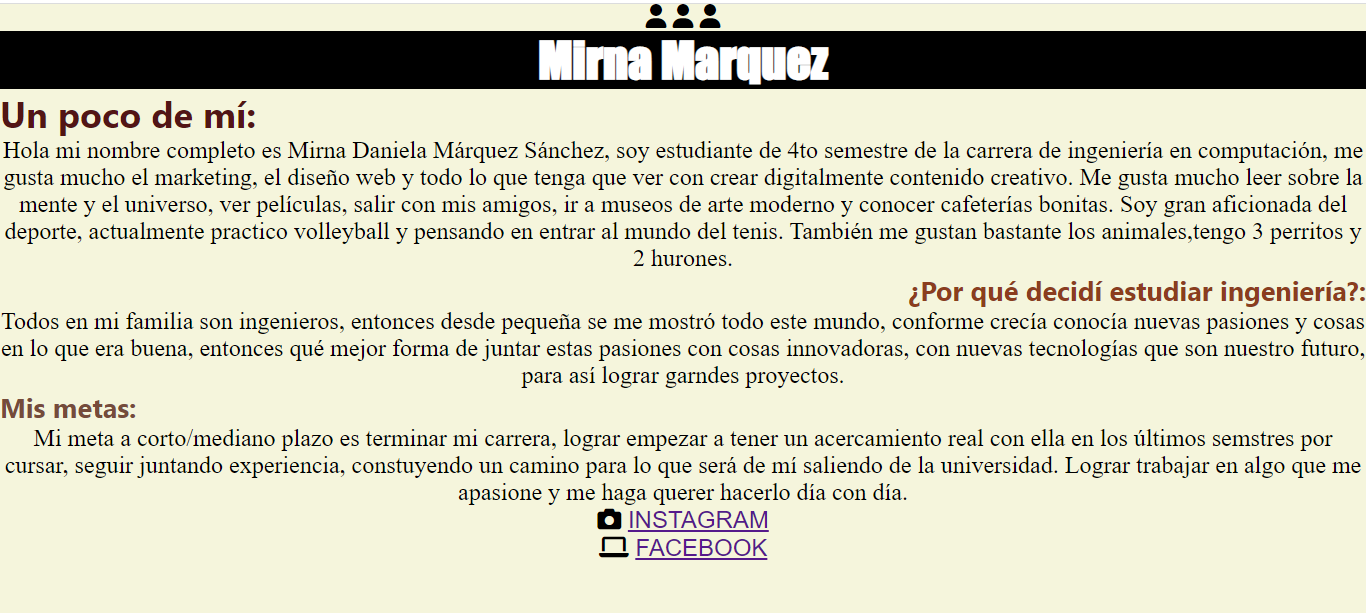 Mirna Marquez
Un poco de mí:
Hola mi nombre completo es Mirna Daniela Márquez Sánchez, soy estudiante de 4to semestre de la carrera de ingeniería en computación, me
gusta mucho el marketing, el diseño web y todo lo que tenga que ver con crear digitalmente contenido creativo. Me gusta mucho leer sobre la
mente y el universo, ver películas, salir con mis amigos, ir a museos de arte moderno y conocer cafeterías bonitas. Soy gran aficionada del
deporte, actualmente practico volleyball y pensando en entrar al mundo del tenis. También me gustan bastante los animales,tengo 3 perritos y
2 hurones.
¿Por qué decidí estudiar ingeniería?:
Todos en mi familia son ingenieros, entonces desde pequeña se me mostró todo este mundo, conforme crecía conocía nuevas pasiones y cosas
en lo que era buena, entonces qué mejor forma de juntar estas pasiones con cosas innovadoras, con nuevas tecnologías que son nuestro futuro,
para así lograr garndes proyectos.
Mis metas:
Mi meta a corto/mediano plazo es terminar mi carrera, lograr empezar a tener un acercamiento real con ella en los últimos semstres por
cursar, seguir juntando experiencia, constuyendo un camino para lo que será de mí saliendo de la universidad. Lograr trabajar en algo que me
apasione y me haga querer hacerlo día con día.
INSTAGRAM
FACEBOOK